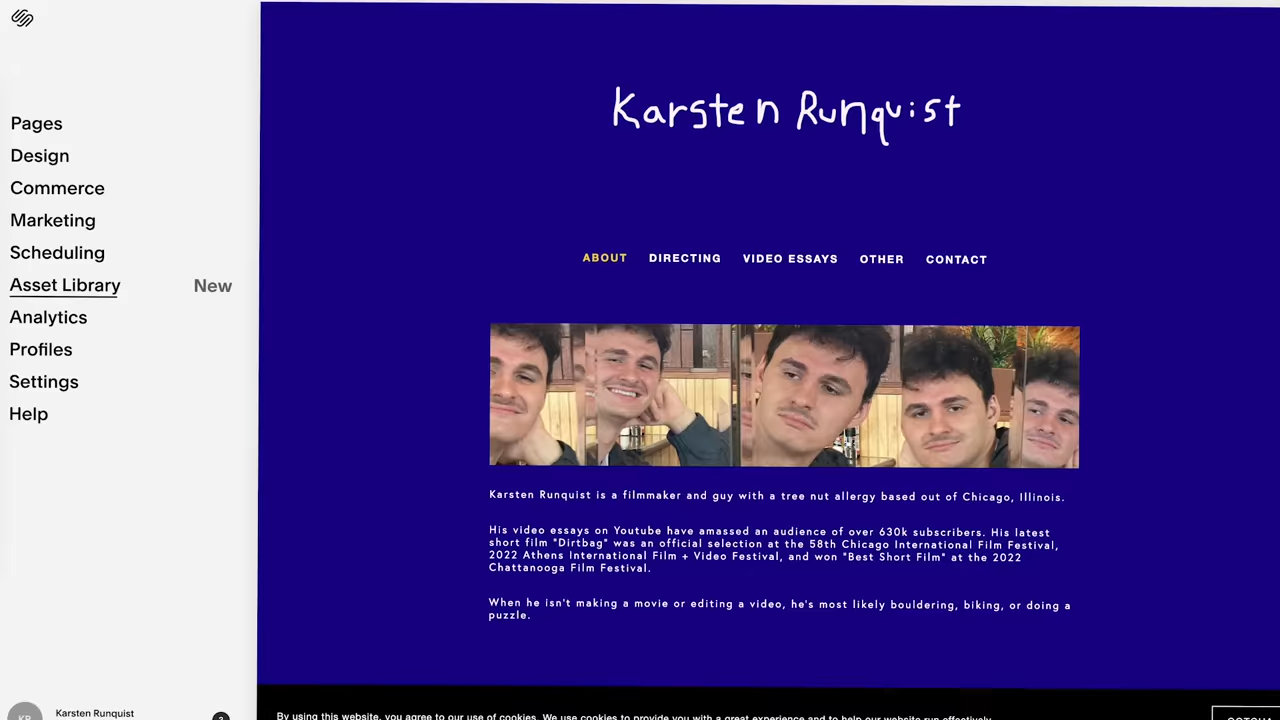 Pages
Design
Commerce
Marketing
Scheduling
Asset Library New
Analytics
Profiles
Settings
Help
Karsten Runquist
Karsten Runquist
ABOUT DIRECTING VIDEO ESSAYS OTHER CONTACT
Karsten Runquist is a filmmaker and guy with a tree nut allergy based out of Chicago, Illinois.
His video essays on Youtube have amassed an audience of over 630k subscribers. His latest
short film "Dirtbag" was an official selection at the 58th Chicago International Film Festival,
2022 Athens International Film + Video Festival, and won "Best Short Film" at the 2022
Chattanooga Film Festival.
When he isn't making a movie or editing a video, he's most likely bouldering, biking, or doing a
puzzle.
By using this website, you agree to our use of cookies. We use cookies to provide you with a great experience and to help our website run effectively.